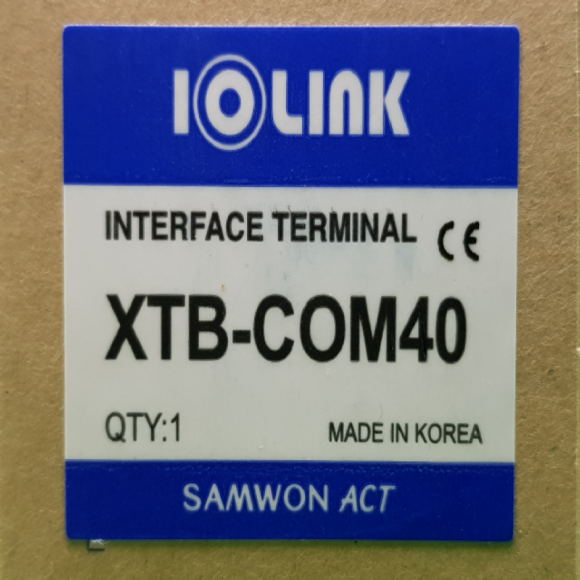 IOLINK
INTERFACE TERMINAL CE
XTB-COM40
QTY:1 MADE IN KOREA
SAMWON ACT